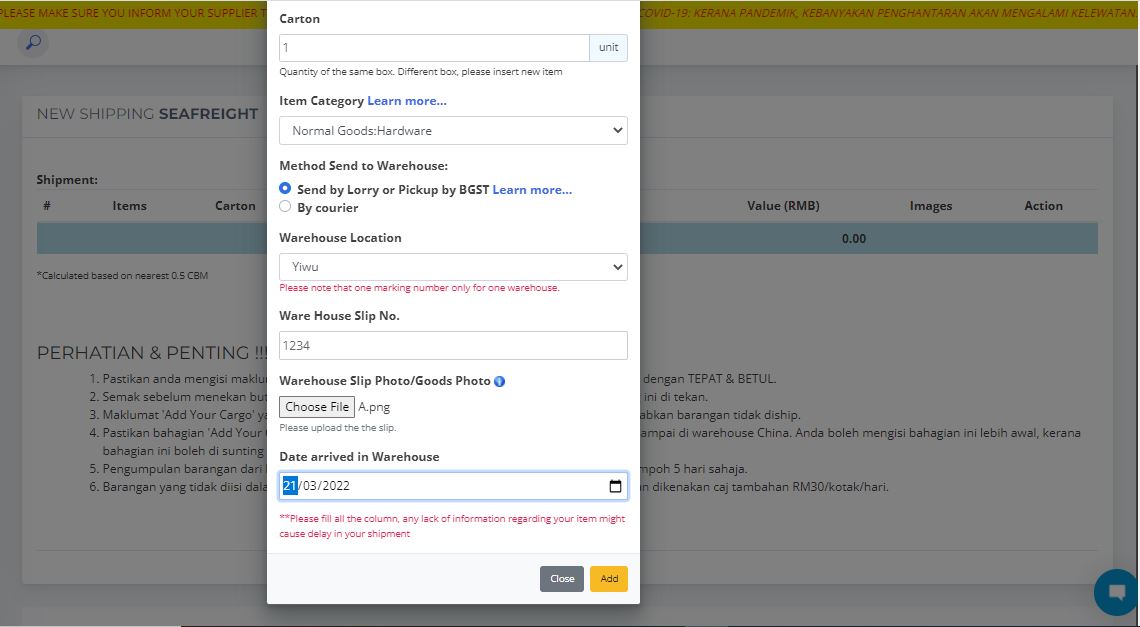 PLEASE MAKE SURE YOU INFORM YOUR SUPPLIER T
COVID-19: KERANA PANDEMIK, KEBANYAKAN PENGHANTARAN AKAN MENGALAMI KELEWATAN.
NEW SHIPPING SEAFREIGHT
Shipment:
# Items Carton Value (RMB) Images Action
0.00
*Calculated based on nearest 0.5 CBM
PERHATIAN & PENTING !!!
1. Pastikan anda mengisi maklu dengan TEPAT & BETUL.
2. Semak sebelum menekan but ini di tekan.
3. Maklumat 'Add Your Cargo' ya abkan barangan tidak diship.
4. Pastikan bahagian 'Add Your ampai di warehouse China. Anda boleh mengisi bahagian ini lebih awal, kerana
bahagian ini boleh di sunting
5. Pengumpulan barangan dari mpoh 5 hari sahaja.
6. Barangan yang tidak diisi dala n dikenakan caj tambahan RM30/kotak/hari.
Carton
1 unit
Quantity of the same box. Different box, please insert new item
Item Category Learn more...
Normal Goods:Hardware
Method Send to Warehouse:
Send by Lorry or Pickup by BGST Learn more...
By courier
Warehouse Location
Yiwu
Please note that one marking number only for one warehouse.
Ware House Slip No.
1234
Warehouse Slip Photo/Goods Photo
Choose File A.png
Please upload the the slip.
Date arrived in Warehouse
21/03/2022
**Please fill all the column, any lack of information regarding your item might
cause delay in your shipment
Close Add